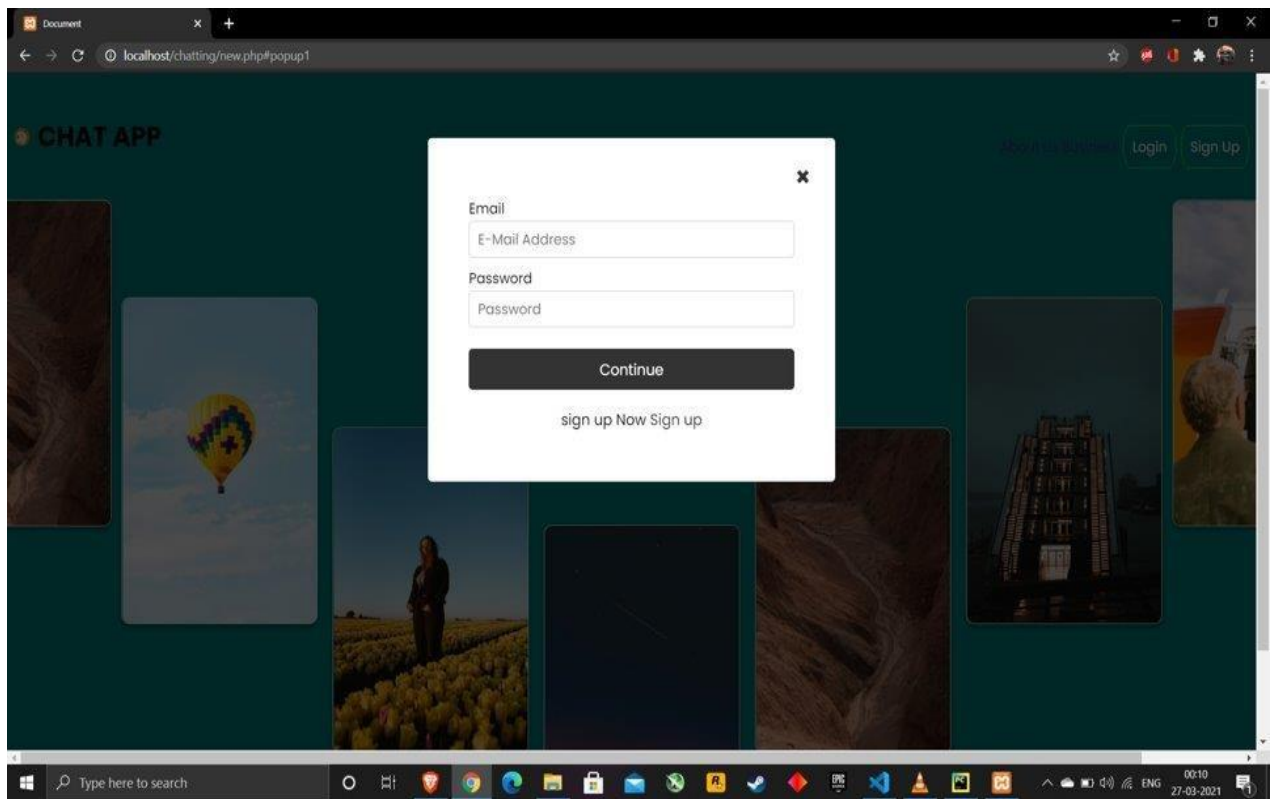 Document
localhost/chatting/new.php#popup1
CHAT APP
Login
Sign Up
Email
E-Mail Address
Password
Password
Continue
sign up Now Sign up
Type here to search
ENG
00:10
27-03-2021